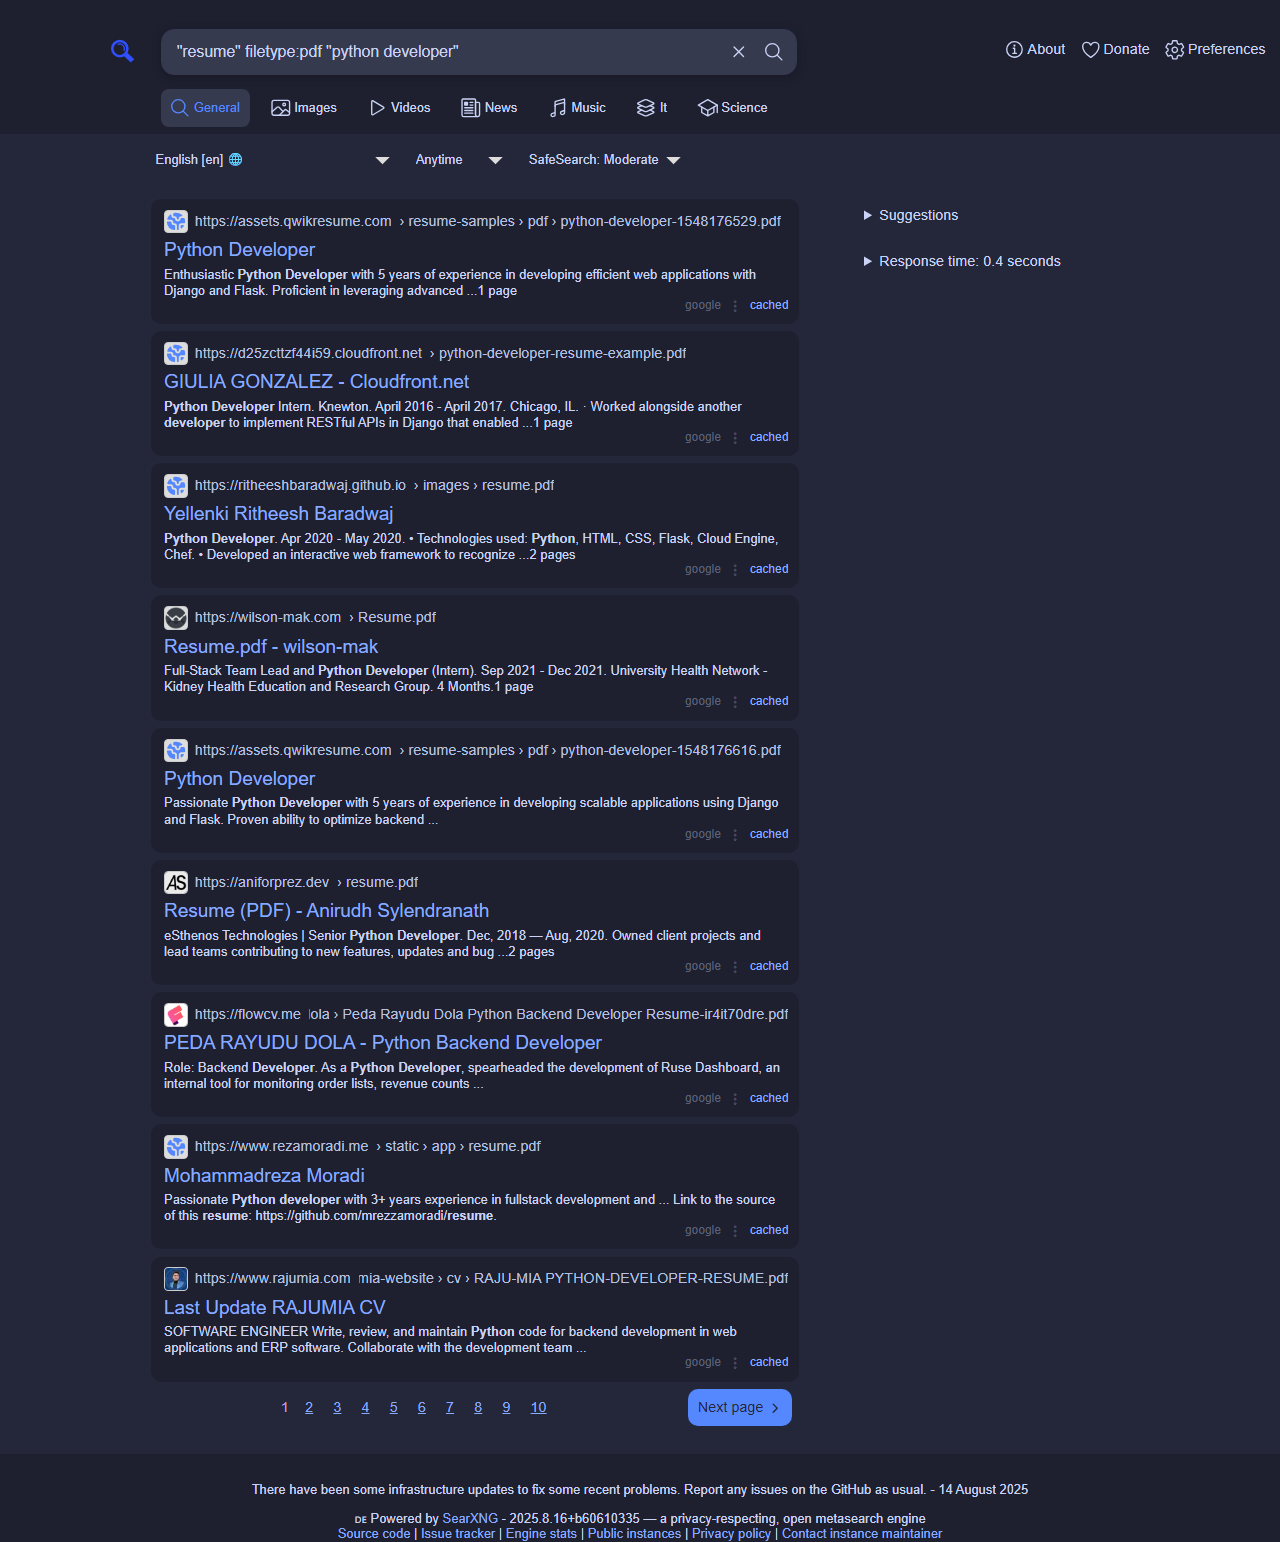 "resume" filetype:pdf "python developer"
About Donate Preferences
General Images Videos News Music It Science
English [en] 🌐 Anytime SafeSearch: Moderate
https://assets.qwikresume.com › resume-samples › pdf › python-developer-1548176529.pdf
Python Developer
Enthusiastic Python Developer with 5 years of experience in developing efficient web applications with
Django and Flask. Proficient in leveraging advanced ...1 page
google cached
https://d25zcttzf44i59.cloudfront.net › python-developer-resume-example.pdf
GIULIA GONZALEZ - Cloudfront.net
Python Developer Intern. Knewton. April 2016 - April 2017. Chicago, IL. · Worked alongside another
developer to implement RESTful APIs in Django that enabled ...1 page
google cached
https://ritheeshbaradwaj.github.io › images › resume.pdf
Yellenki Ritheesh Baradwaj
Python Developer. Apr 2020 - May 2020. • Technologies used: Python, HTML, CSS, Flask, Cloud Engine,
Chef. • Developed an interactive web framework to recognize ...2 pages
google cached
https://wilson-mak.com › Resume.pdf
Resume.pdf - wilson-mak
Full-Stack Team Lead and Python Developer (Intern). Sep 2021 - Dec 2021. University Health Network -
Kidney Health Education and Research Group. 4 Months.1 page
google cached
https://assets.qwikresume.com › resume-samples › pdf › python-developer-1548176616.pdf
Python Developer
Passionate Python Developer with 5 years of experience in developing scalable applications using Django
and Flask. Proven ability to optimize backend ...
google cached
AS https://aniforprez.dev › resume.pdf
Resume (PDF) - Anirudh Sylendranath
eSthenos Technologies | Senior Python Developer. Dec, 2018 — Aug, 2020. Owned client projects and
lead teams contributing to new features, updates and bug ...2 pages
google cached
https://flowcv.me lola › Peda Rayudu Dola Python Backend Developer Resume-ir4it70dre.pdf
PEDA RAYUDU DOLA - Python Backend Developer
Role: Backend Developer. As a Python Developer, spearheaded the development of Ruse Dashboard, an
internal tool for monitoring order lists, revenue counts ...
google cached
https://www.rezamoradi.me › static › app › resume.pdf
Mohammadreza Moradi
Passionate Python developer with 3+ years experience in fullstack development and ... Link to the source
of this resume: https://github.com/mrezzamoradi/resume.
google cached
https://www.rajumia.com mia-website › cv › RAJU-MIA PYTHON-DEVELOPER-RESUME.pdf
Last Update RAJUMIA CV
SOFTWARE ENGINEER Write, review, and maintain Python code for backend development in web
applications and ERP software. Collaborate with the development team ...
google cached
1 2 3 4 5 6 7 8 9 10 Next page
Suggestions
Response time: 0.4 seconds
There have been some infrastructure updates to fix some recent problems. Report any issues on the GitHub as usual. - 14 August 2025
DE Powered by SearXNG - 2025.8.16+b60610335 — a privacy-respecting, open metasearch engine
Source code | Issue tracker | Engine stats | Public instances | Privacy policy | Contact instance maintainer